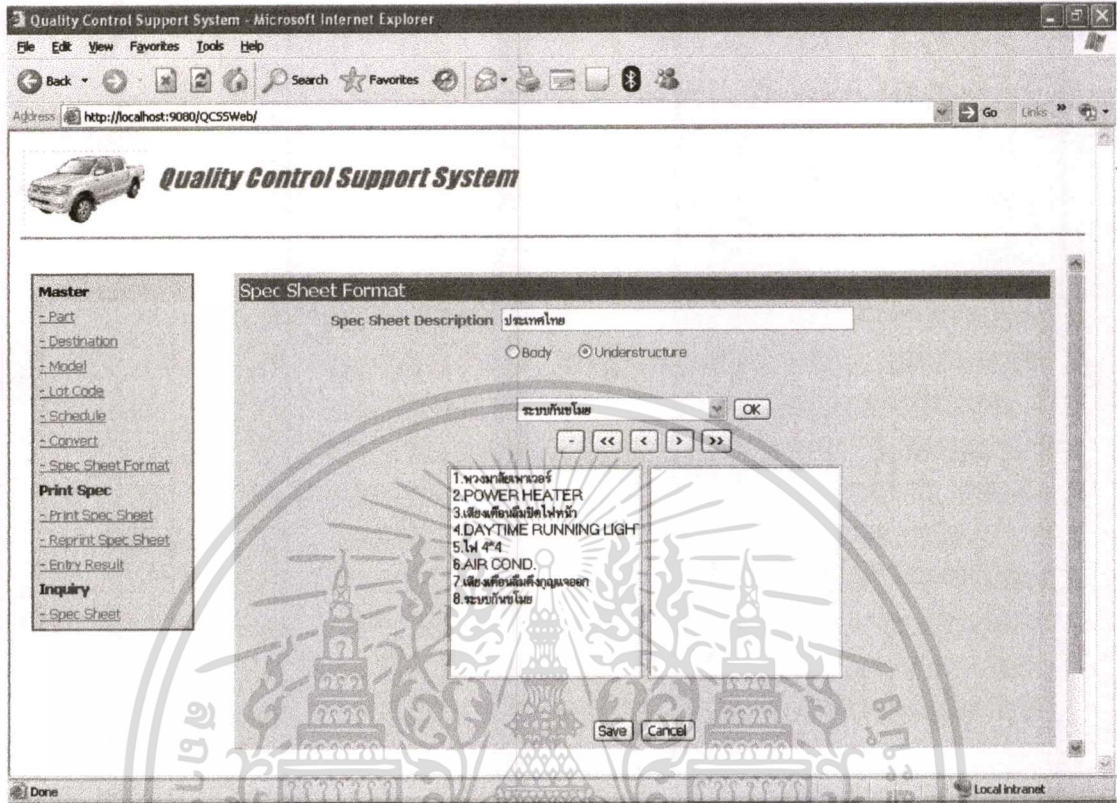 Quality Control Support System - Microsoft Internet Explorer
File Edit View Favorites Tools Help
Back Search Favorites
Address http://localhost:9080/QCSSWeb/ Go Links »
Quality Control Support System
Master
- Part
- Destination
- Model
- Lot Code
- Schedule
- Convert
- Spec Sheet Format
Print Spec
- Print Spec Sheet
- Reprint Spec Sheet
- Entry Result
Inquiry
- Spec Sheet
Spec Sheet Format
Spec Sheet Description ประเทศไทย
Body Understructure
ระบบกันขโมย OK
- << < > >>
1.พวงมาลัยเพาเวอร์
2.POWER HEATER
3.เสียงเตือนลืมปิดไฟหน้า
4.DAYTIME RUNNING LIGH
5.ไฟ 4*4
6.AIR COND.
7.เสียงเตือนลืมดึงกุญแจออก
8.ระบบกันขโมย
Save Cancel
Done Local intranet